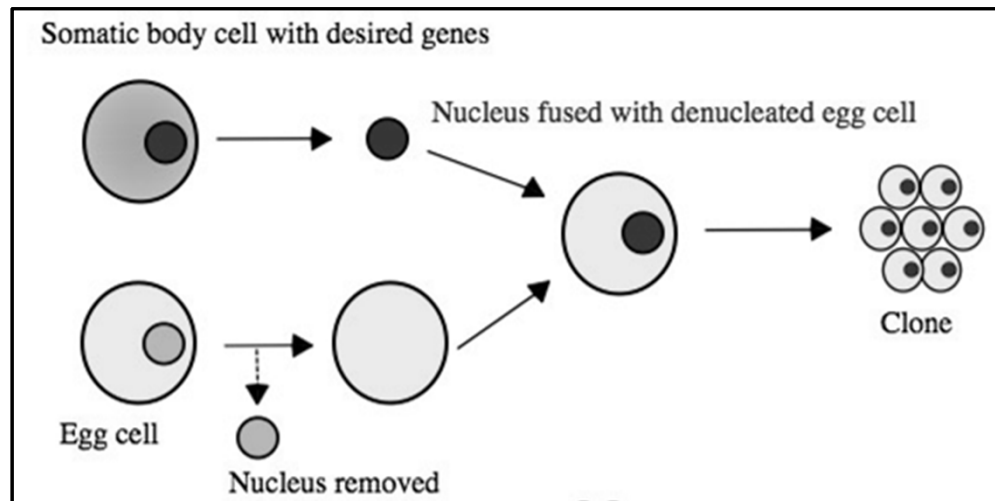 Somatic body cell with desired genes
Nucleus fused with denucleated egg cell
Clone
Egg cell
Nucleus removed